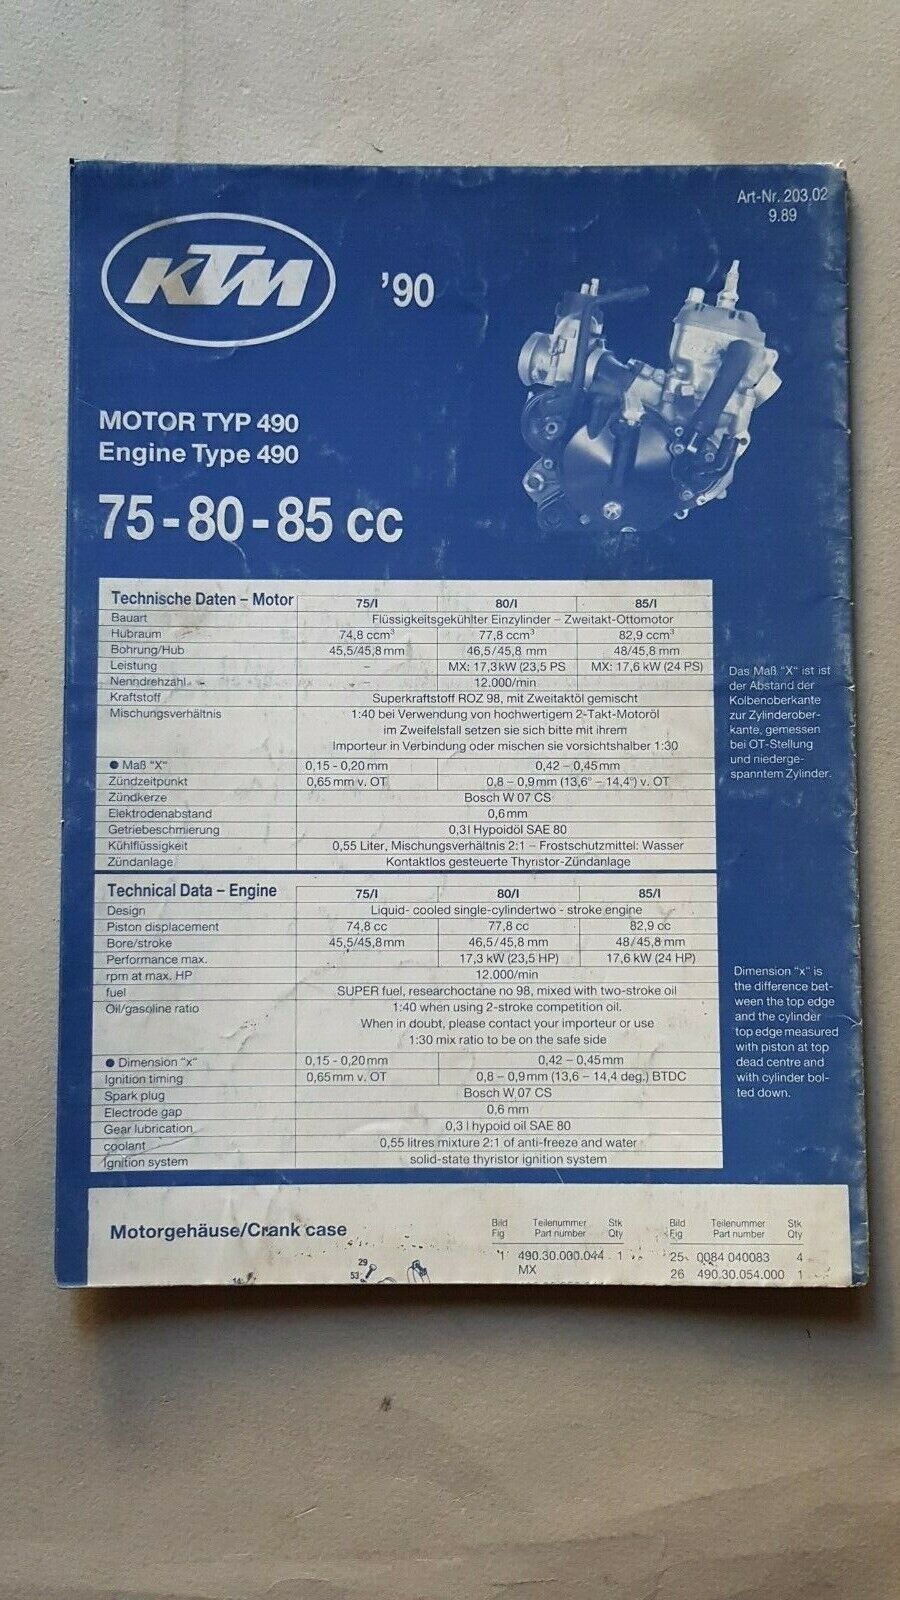 Art-Nr. 203.02
9.89
KTM
'90
MOTOR TYP 490
Engine Type 490
75-80-85 cc
Technische Daten – Motor 75/I 80/I 85/I
Bauart Flüssigkeitsgekühlter Einzylinder – Zweitakt-Ottomotor
Hubraum 74,8 ccm³ 77,8 ccm³ 82,9 ccm³
Bohrung/Hub 45,5/45,8 mm 46,5/45,8 mm 48/45,8 mm
Leistung – MX: 17,3kW (23,5 PS MX: 17,6 kW (24 PS)
Nenndrehzahl – 12.000/min
Kraftstoff Superkraftstoff ROZ 98, mit Zweitaktöl gemischt
Mischungsverhältnis 1:40 bei Verwendung von hochwertigem 2-Takt-Motoröl
im Zweifelsfall setzen sie sich bitte mit ihrem
Importeur in Verbindung oder mischen sie vorsichtshalber 1:30
● Maß "X" 0,15 - 0,20 mm 0,42 – 0,45 mm
Zündzeitpunkt 0,65 mm v. OT 0,8 – 0,9 mm (13,6° – 14,4°) v. OT
Zündkerze Bosch W 07 CS
Elektrodenabstand 0,6 mm
Getriebeschmierung 0,3 l Hypoidöl SAE 80
Kühlflüssigkeit 0,55 Liter, Mischungsverhältnis 2:1 – Frostschutzmittel: Wasser
Zündanlage Kontaktlos gesteuerte Thyristor-Zündanlage
Das Maß "X" ist ist
der Abstand der
Kolbenoberkante
zur Zylinderober-
kante, gemessen
bei OT-Stellung
und niederge-
spanntem Zylinder.
Technical Data – Engine 75/I 80/I 85/I
Design Liquid- cooled single-cylindertwo - stroke engine
Piston displacement 74,8 cc 77,8 cc 82,9 cc
Bore/stroke 45,5/45,8 mm 46,5/45,8 mm 48/45,8 mm
Performance max. 17,3 kW (23,5 HP) 17,6 kW (24 HP)
rpm at max. HP 12.000/min
fuel SUPER fuel, researchoctane no 98, mixed with two-stroke oil
Oil/gasoline ratio 1:40 when using 2-stroke competition oil.
When in doubt, please contact your importeur or use
1:30 mix ratio to be on the safe side
● Dimension "x" 0,15 - 0,20 mm 0,42 – 0,45 mm
Ignition timing 0,65 mm v. OT 0,8 – 0,9 mm (13,6 – 14,4 deg.) BTDC
Spark plug Bosch W 07 CS
Electrode gap 0,6 mm
Gear lubrication 0,3 l hypoid oil SAE 80
coolant 0,55 litres mixture 2:1 of anti-freeze and water
Ignition system solid-state thyristor ignition system
Dimension "x" is
the difference bet-
ween the top edge
and the cylinder
top edge measured
with piston at top
dead centre and
with cylinder bol-
ted down.
Motorgehäuse/Crank case
Bild Teilenummer Stk Bild Teilenummer Stk
Fig Part number Qty Fig Part number Qty
1 490.30.000.044 1 25 0084 040083 4
MX 26 490.30.054.000 1
29
53
14